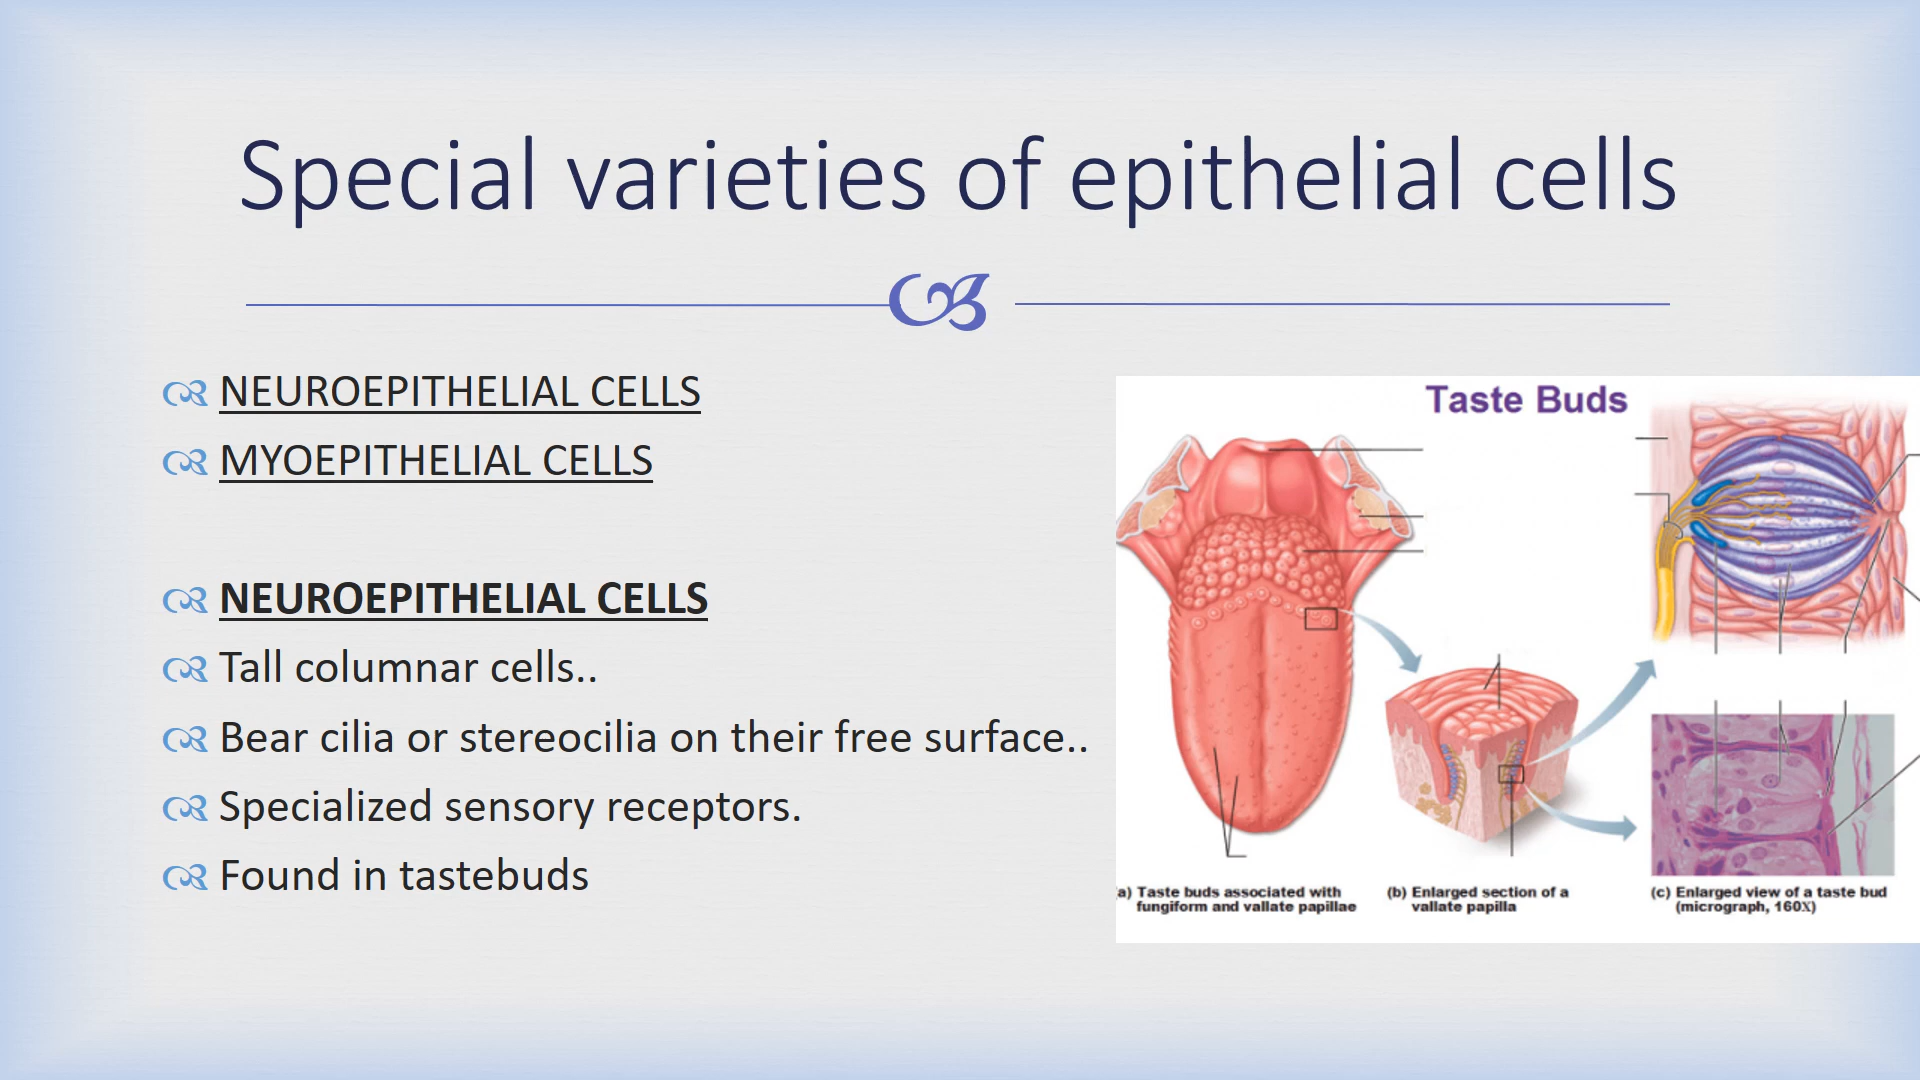 Special varieties of epithelial cells
NEUROEPITHELIAL CELLS
MYOEPITHELIAL CELLS
NEUROEPITHELIAL CELLS
Tall columnar cells..
Bear cilia or stereocilia on their free surface..
Specialized sensory receptors.
Found in tastebuds
Taste Buds
a) Taste buds associated with
fungiform and vallate papillae
(b) Enlarged section of a
vallate papilla
(c) Enlarged view of a taste bud
(micrograph, 160X)